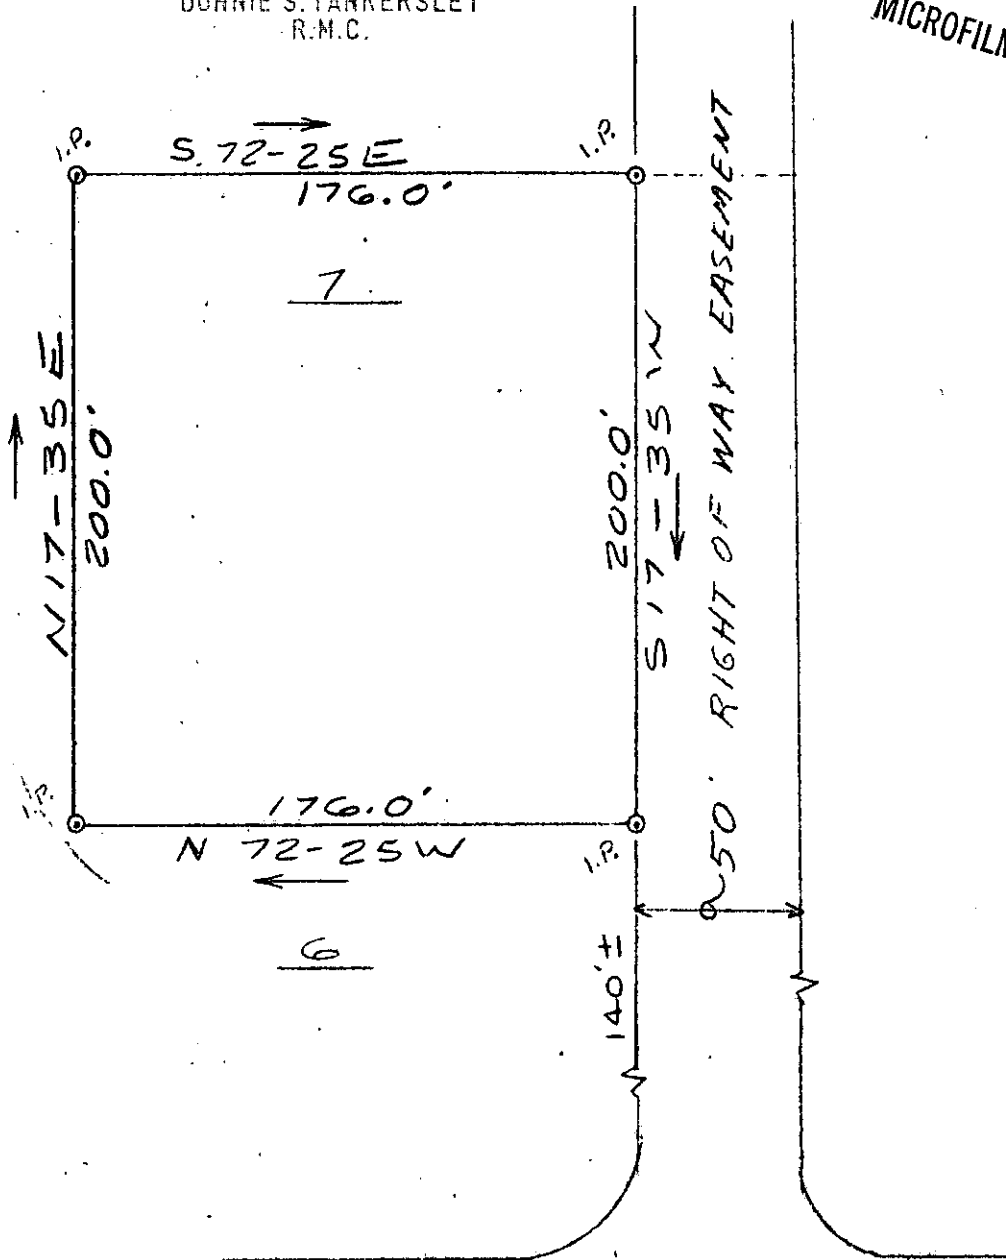 DONNIE S. TANKERSLEY
R.M.C.
MICROFILM
I.P.
S. 72-25 E
176.0'
I.P.
7
N 17-35 E
200.0'
200.0'
S 17-35 W
50' RIGHT OF WAY EASEMENT
I.P.
176.0'
N 72-25 W
I.P.
6
140'±